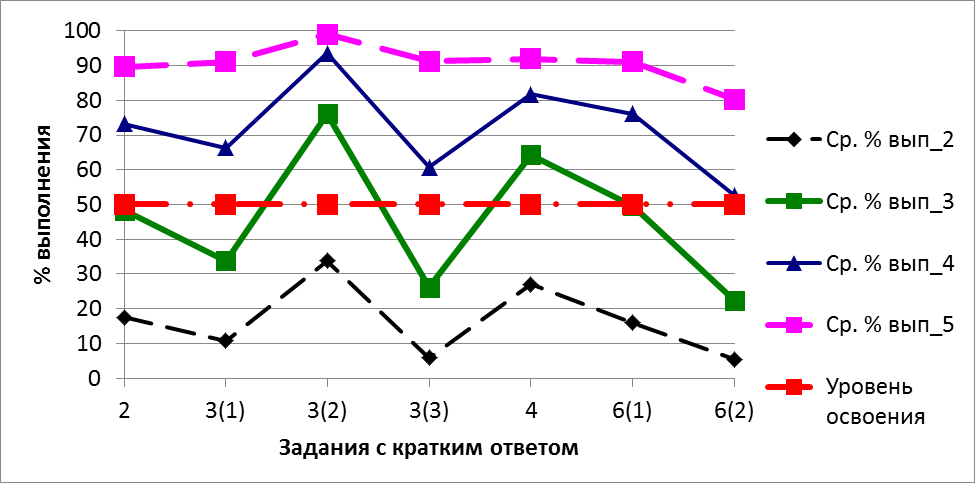 100
90
80
70
60
50
40
30
20
10
0
% выполнения
2 3(1) 3(2) 3(3) 4 6(1) 6(2)
Задания с кратким ответом
Ср. % вып_2
Ср. % вып_3
Ср. % вып_4
Ср. % вып_5
Уровень
освоения